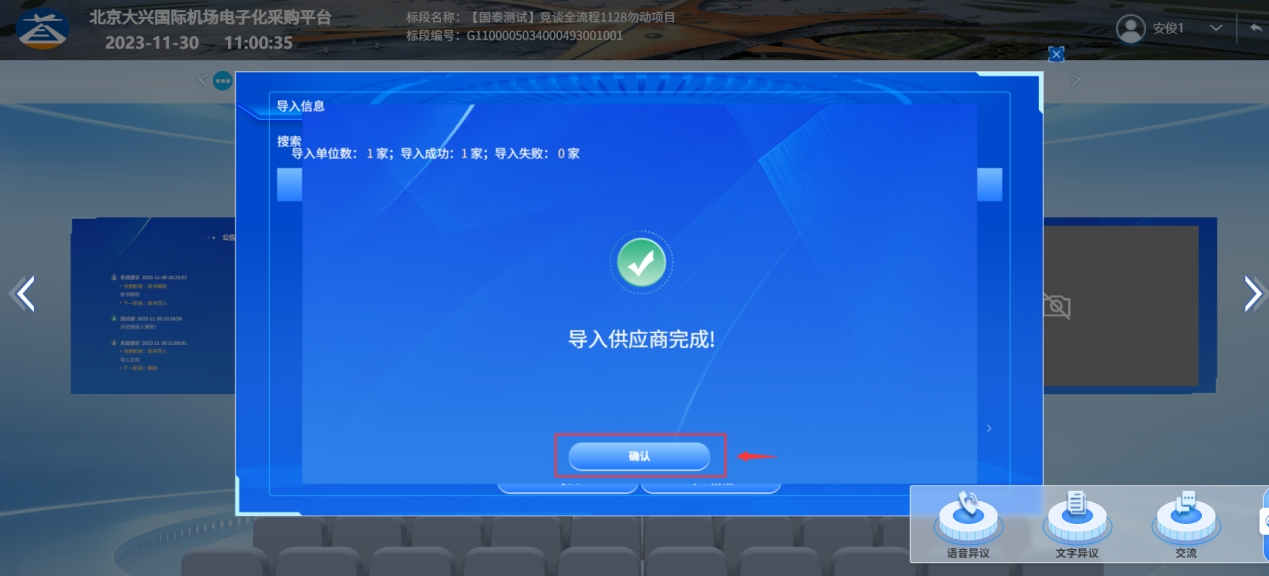 北京大兴国际机场电子化采购平台
2023-11-30 11:00:35
标段名称：【国泰测试】竞谈全流程1128勿动项目
标段编号：G1100005034000493001001
安俊1
导入信息
搜索
导入单位数： 1 家；导入成功：1 家；导入失败： 0 家
导入供应商完成!
确认
公告
语音异议
文字异议
交流